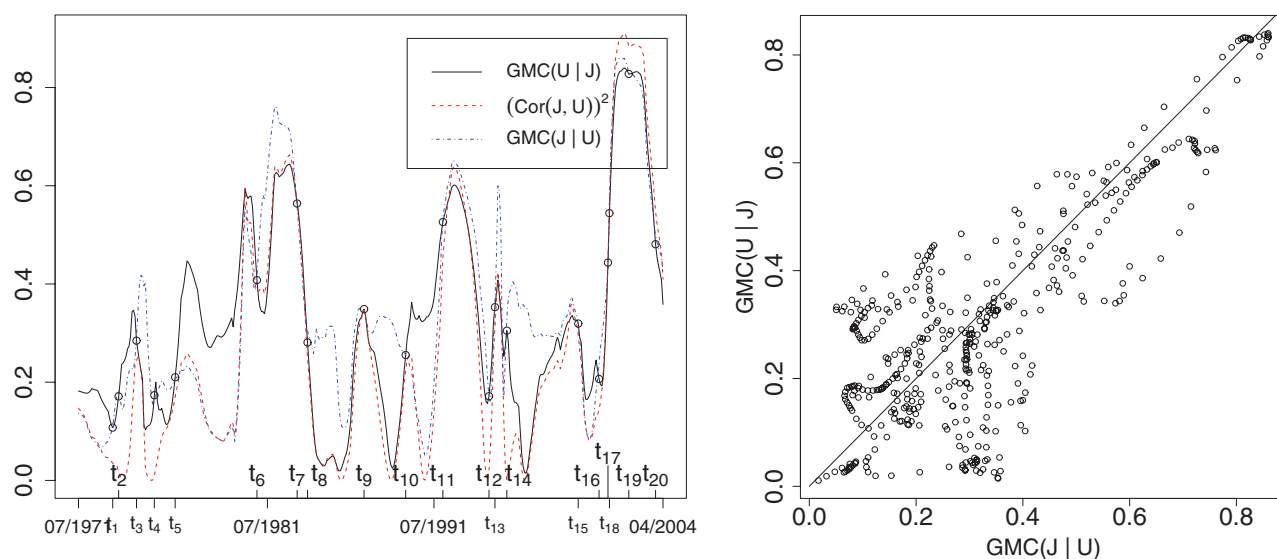 GMC(U | J)
(Cor(J, U))²
GMC(J | U)
0.8
0.6
0.4
0.2
0.0
t₂ t₆ t₇ t₈ t₉ t₁₀ t₁₁ t₁₂ t₁₄ t₁₆ t₁₇ t₁₉ t₂₀
07/1971 t₁ t₃ t₄ t₅ 07/1981 07/1991 t₁₃ t₁₅ t₁₈ 04/2004
GMC(U | J)
0.8
0.6
0.4
0.2
0.0
0.0 0.2 0.4 0.6 0.8
GMC(J | U)